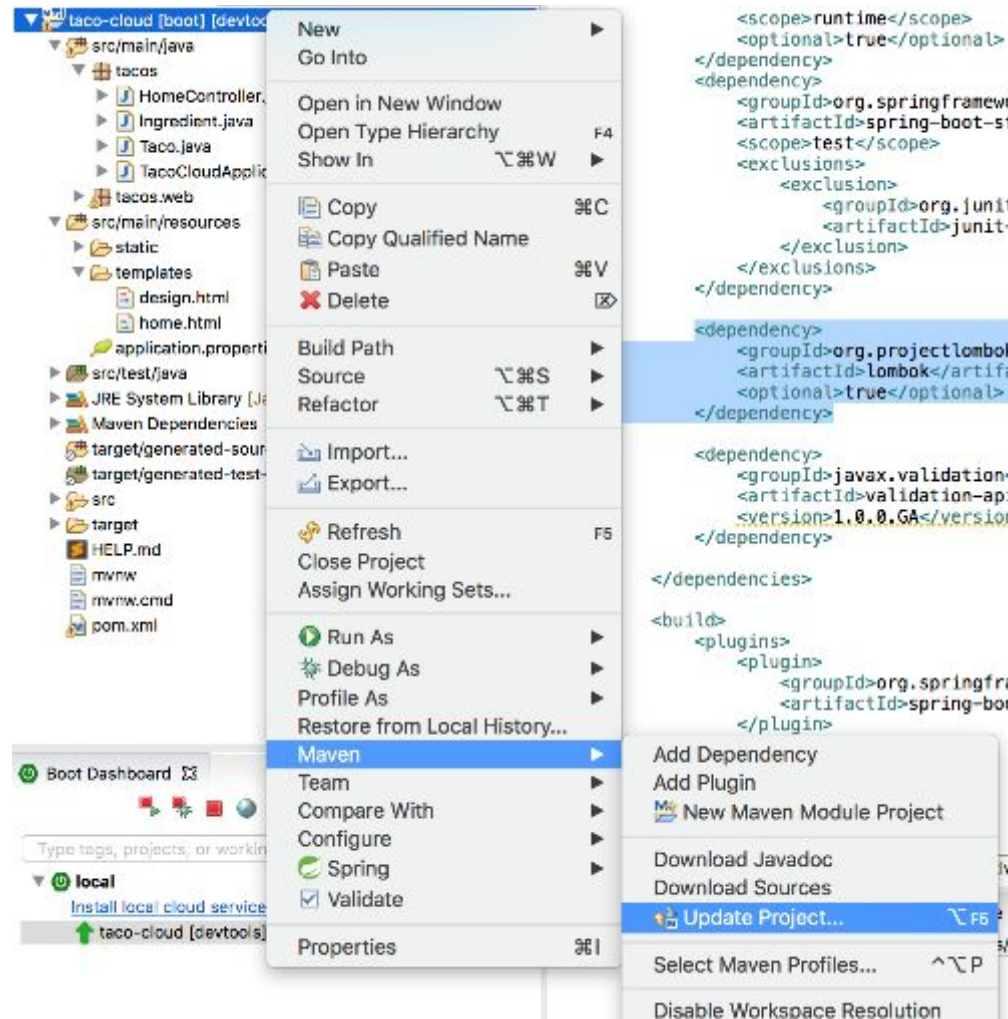 taco-cloud [boot] [devtoo
src/main/java
tacos
HomeController.
Ingredient.java
Taco.java
TacoCloudApplic
tacos.web
src/main/resources
static
templates
design.html
home.html
application.properti
src/test/java
JRE System Library [Ja
Maven Dependencies
target/generated-sour
target/generated-test-
src
target
HELP.md
mvnw
mvnw.cmd
pom.xml
Boot Dashboard
Type tags, projects, or workin
local
Install local cloud service
taco-cloud [devtools]
New
Go Into
Open in New Window
Open Type Hierarchy F4
Show In ⌥⌘W
Copy ⌘C
Copy Qualified Name
Paste ⌘V
Delete ⌦
Build Path
Source ⌥⌘S
Refactor ⌥⌘T
Import...
Export...
Refresh F5
Close Project
Assign Working Sets...
Run As
Debug As
Profile As
Restore from Local History...
Maven
Team
Compare With
Configure
Spring
Validate
Properties ⌘I
<scope>runtime</scope>
<optional>true</optional>
</dependency>
<dependency>
<groupId>org.springframew
<artifactId>spring-boot-st
<scope>test</scope>
<exclusions>
<exclusion>
<groupId>org.junit
<artifactId>junit-
</exclusion>
</exclusions>
</dependency>
<dependency>
<groupId>org.projectlombok
<artifactId>lombok</artifa
<optional>true</optional>
</dependency>
<dependency>
<groupId>javax.validation<
<artifactId>validation-api
<version>1.0.0.GA</version
</dependency>
</dependencies>
<build>
<plugins>
<plugin>
<groupId>org.springfra
<artifactId>spring-boo
</plugin>
Add Dependency
Add Plugin
New Maven Module Project
Download Javadoc
Download Sources
Update Project... ⌥F5
Select Maven Profiles... ^⌥P
Disable Workspace Resolution